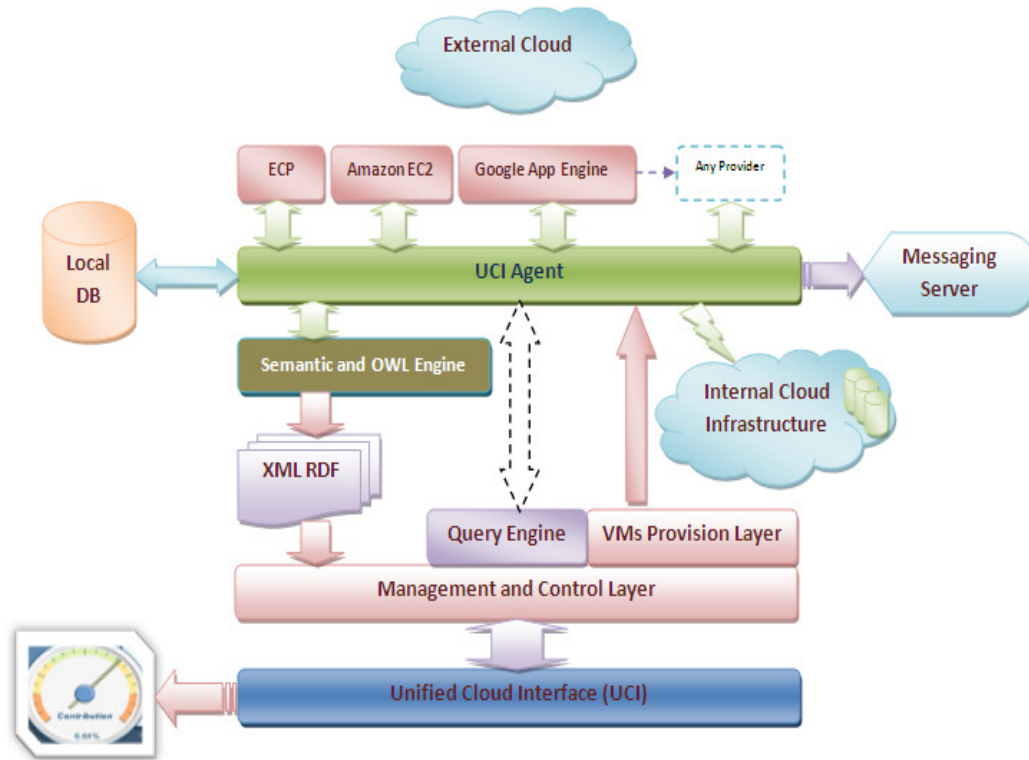 External Cloud
ECP
Amazon EC2
Google App Engine
Any Provider
Local
DB
UCI Agent
Messaging
Server
Semantic and OWL Engine
Internal Cloud
Infrastructure
XML RDF
Query Engine
VMs Provision Layer
Management and Control Layer
Unified Cloud Interface (UCI)
Contribution
6.64%